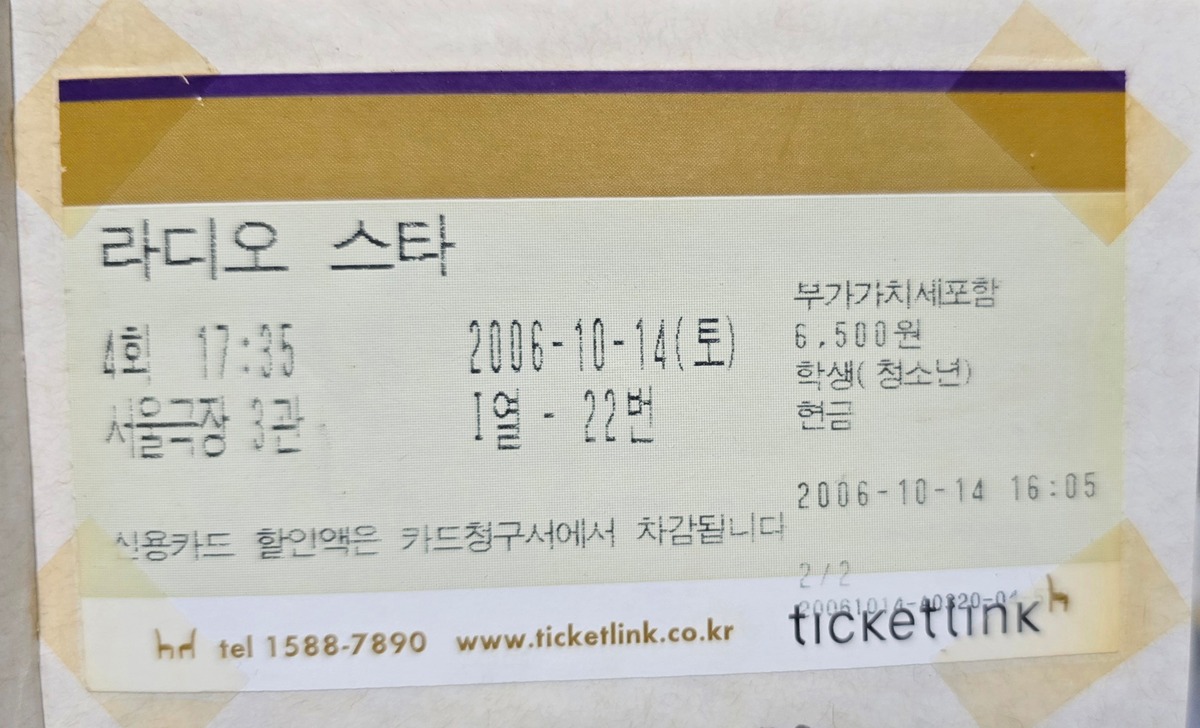 라디오 스타
4회 17:35
2006-10-14(토)
서울극장 3관
I열 - 22번
부가가치세포함
6,500원
학생( 청소년)
현금
2006-10-14 16:05
신용카드 할인액은 카드청구서에서 차감됩니다
2/2
ticketlink
tel 1588-7890 www.ticketlink.co.kr